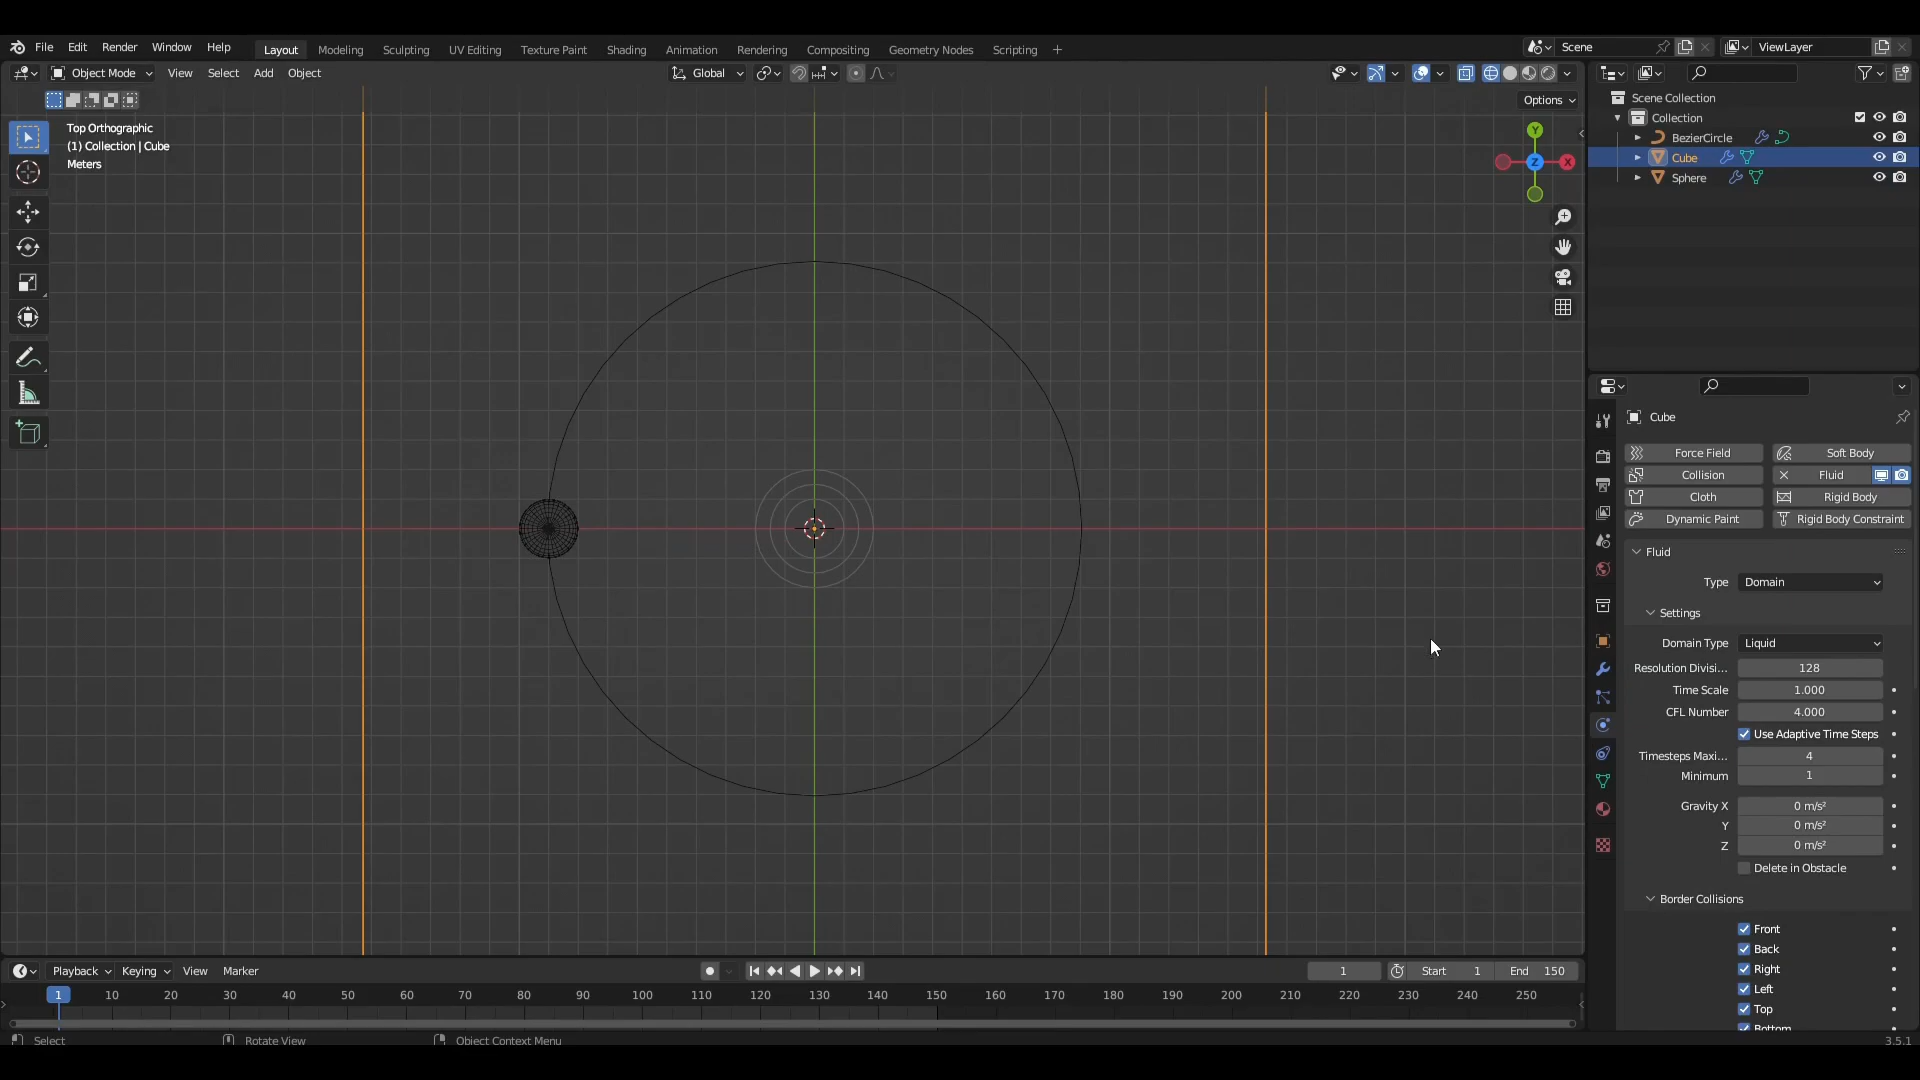 File Edit Render Window Help Layout Modeling Sculpting UV Editing Texture Paint Shading Animation Rendering Compositing Geometry Nodes Scripting + Scene ViewLayer
Object Mode View Select Add Object Global
Options
Top Orthographic
(1) Collection | Cube
Meters
Y
Z X
Scene Collection
Collection
BezierCircle
Cube
Sphere
Cube
Force Field Soft Body
Collision Fluid
Cloth Rigid Body
Dynamic Paint Rigid Body Constraint
Fluid
Type Domain
Settings
Domain Type Liquid
Resolution Divisi... 128
Time Scale 1.000
CFL Number 4.000
Use Adaptive Time Steps
Timesteps Maxi... 4
Minimum 1
Gravity X 0 m/s²
Y 0 m/s²
Z 0 m/s²
Delete in Obstacle
Border Collisions
Front
Back
Right
Left
Top
Bottom
Playback Keying View Marker 1 Start 1 End 150
1 10 20 30 40 50 60 70 80 90 100 110 120 130 140 150 160 170 180 190 200 210 220 230 240 250
Select Rotate View Object Context Menu 3.5.1